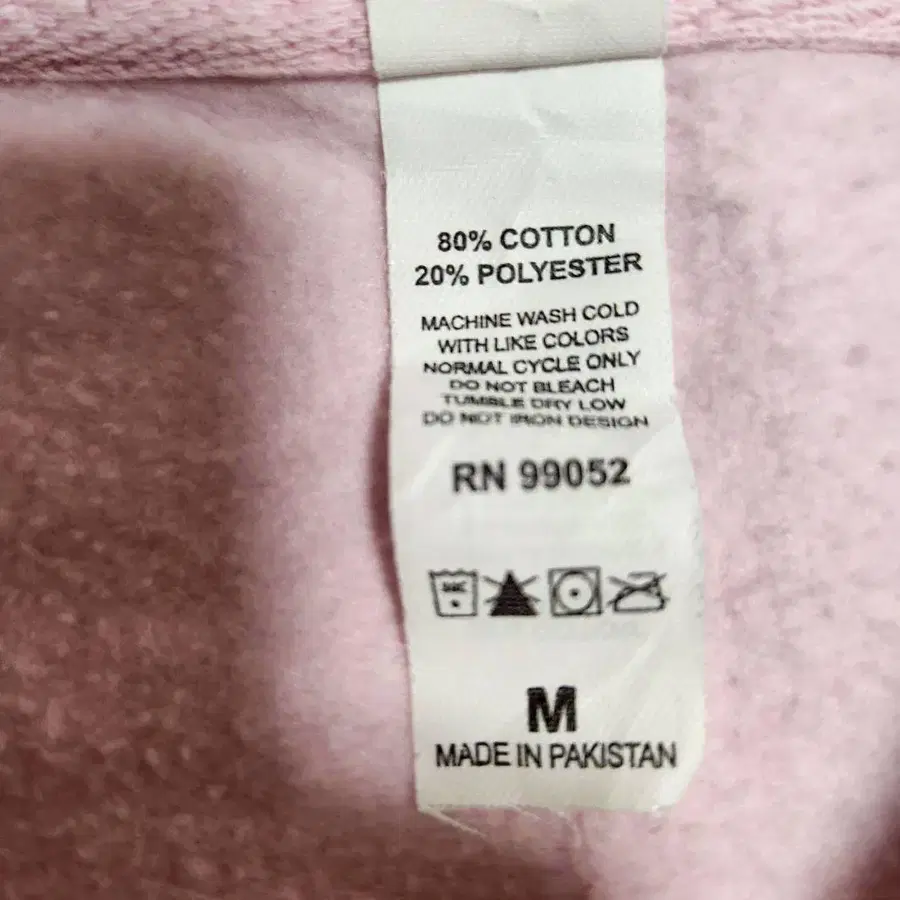 80% COTTON
20% POLYESTER
MACHINE WASH COLD
WITH LIKE COLORS
NORMAL CYCLE ONLY
DO NOT BLEACH
TUMBLE DRY LOW
DO NOT IRON DESIGN
RN 99052
M
MADE IN PAKISTAN